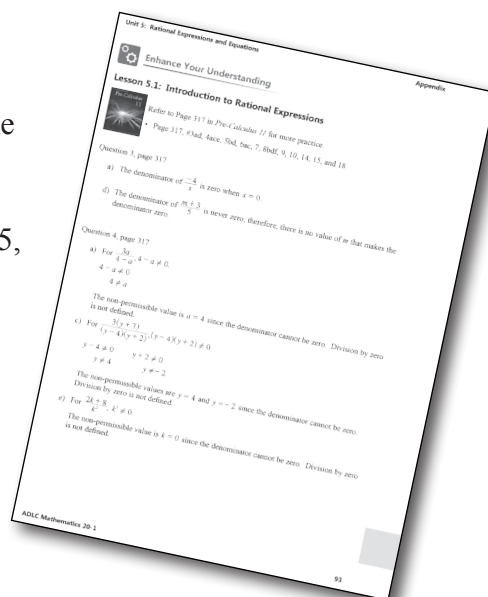 e
5,
Unit 5: Rational Expressions and Equations
Appendix
Enhance Your Understanding
Lesson 5.1: Introduction to Rational Expressions
Pre-Calculus
11
Refer to Page 317 in Pre-Calculus 11 for more practice.
• Page 317, #3ad, 4ace, 5bd, 6ac, 7, 8bdf, 9, 10, 14, 15, and 18
Question 3, page 317
a) The denominator of −4/x is zero when x = 0.
d) The denominator of (m + 3)/5 is never zero, therefore, there is no value of m that makes the
denominator zero.
Question 4, page 317
a) For 3a/(4 − a), 4 − a ≠ 0.
4 − a ≠ 0
4 ≠ a
The non-permissible value is a = 4 since the denominator cannot be zero. Division by zero
is not defined.
c) For 3(y + 7)/((y − 4)(y + 2)), (y − 4)(y + 2) ≠ 0
y − 4 ≠ 0 y + 2 ≠ 0
y ≠ 4 y ≠ −2
The non-permissible values are y = 4 and y = −2 since the denominator cannot be zero.
Division by zero is not defined.
e) For (2k + 8)/k², k² ≠ 0
The non-permissible value is k = 0 since the denominator cannot be zero. Division by zero
is not defined.
ADLC Mathematics 20-1
93